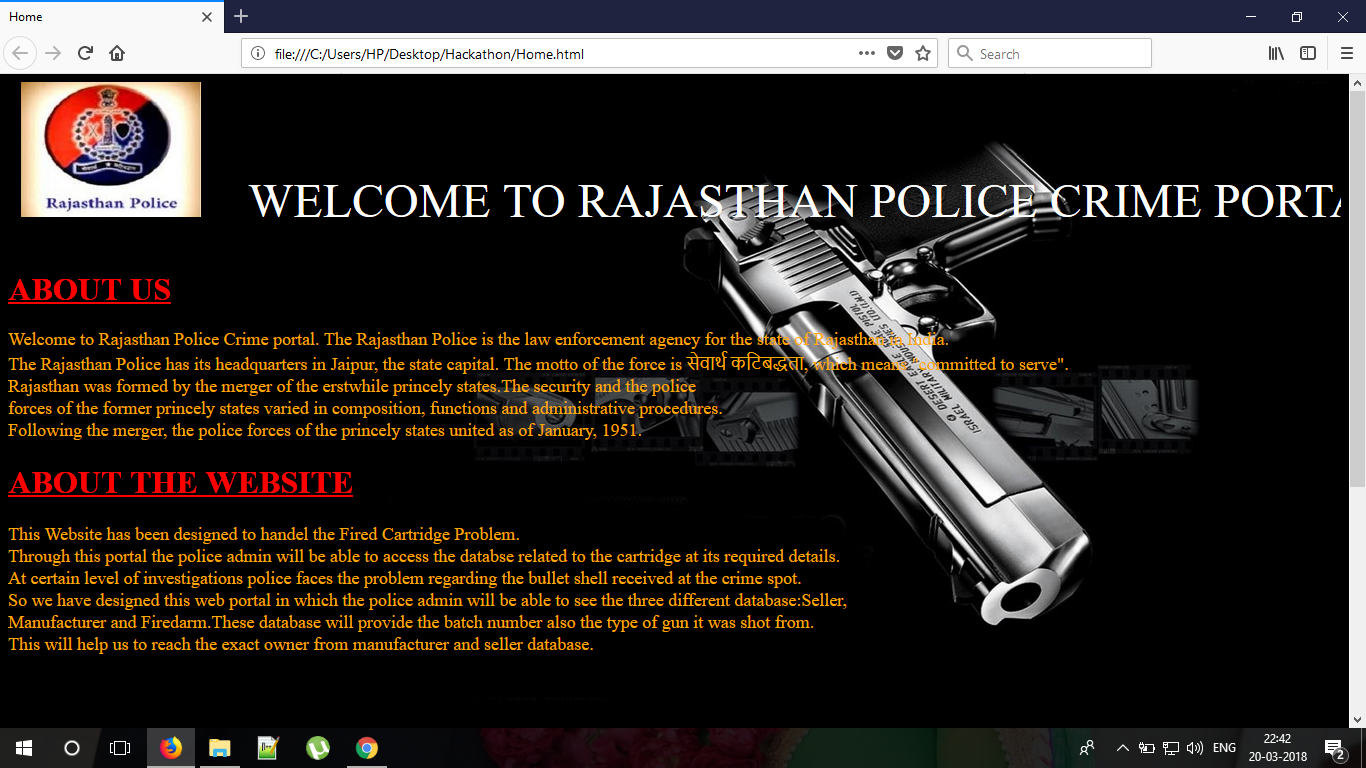 Home
file:///C:/Users/HP/Desktop/Hackathon/Home.html
Search
Rajasthan Police
WELCOME TO RAJASTHAN POLICE CRIME PORTA
ABOUT US
Welcome to Rajasthan Police Crime portal. The Rajasthan Police is the law enforcement agency for the state of Rajasthan in India.
The Rajasthan Police has its headquarters in Jaipur, the state capital. The motto of the force is सेवार्थ कटिबद्धता, which means "committed to serve".
Rajasthan was formed by the merger of the erstwhile princely states.The security and the police
forces of the former princely states varied in composition, functions and administrative procedures.
Following the merger, the police forces of the princely states united as of January, 1951.
DESERT EAGLE PISTOL
ISRAEL MILITARY INDUSTRIES LTD.(I.M.I)
ABOUT THE WEBSITE
This Website has been designed to handel the Fired Cartridge Problem.
Through this portal the police admin will be able to access the databse related to the cartridge at its required details.
At certain level of investigations police faces the problem regarding the bullet shell received at the crime spot.
So we have designed this web portal in which the police admin will be able to see the three different database:Seller,
Manufacturer and Firedarm.These database will provide the batch number also the type of gun it was shot from.
This will help us to reach the exact owner from manufacturer and seller database.
ENG
22:42
20-03-2018
2